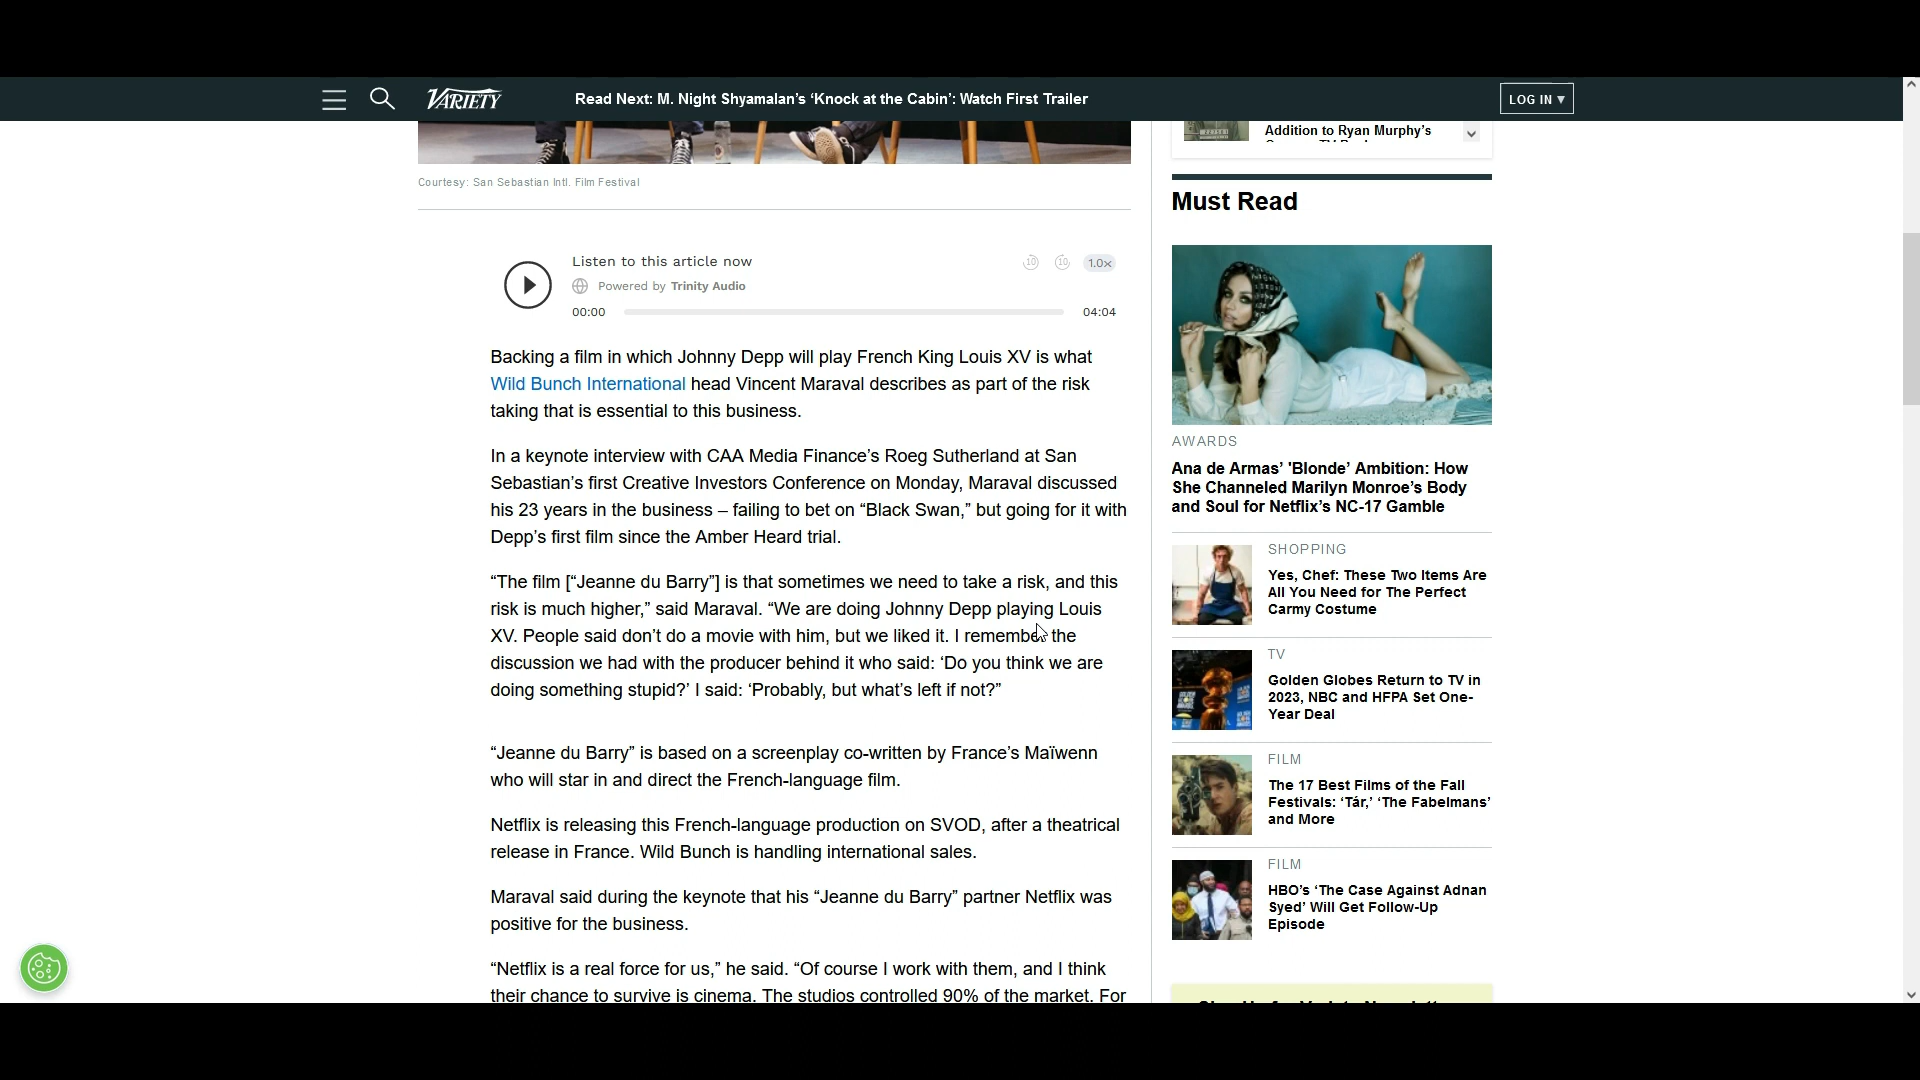 VARIETY
Read Next: M. Night Shyamalan’s ‘Knock at the Cabin’: Watch First Trailer
LOG IN ▾
Courtesy: San Sebastian Intl. Film Festival
Listen to this article now
10
10
1.0x
Powered by Trinity Audio
00:00
04:04
Backing a film in which Johnny Depp will play French King Louis XV is what
Wild Bunch International head Vincent Maraval describes as part of the risk
taking that is essential to this business.
In a keynote interview with CAA Media Finance’s Roeg Sutherland at San
Sebastian’s first Creative Investors Conference on Monday, Maraval discussed
his 23 years in the business – failing to bet on “Black Swan,” but going for it with
Depp’s first film since the Amber Heard trial.
“The film [“Jeanne du Barry”] is that sometimes we need to take a risk, and this
risk is much higher,” said Maraval. “We are doing Johnny Depp playing Louis
XV. People said don’t do a movie with him, but we liked it. I remember the
discussion we had with the producer behind it who said: ‘Do you think we are
doing something stupid?’ I said: ‘Probably, but what’s left if not?”
“Jeanne du Barry” is based on a screenplay co-written by France’s Maïwenn
who will star in and direct the French-language film.
Netflix is releasing this French-language production on SVOD, after a theatrical
release in France. Wild Bunch is handling international sales.
Maraval said during the keynote that his “Jeanne du Barry” partner Netflix was
positive for the business.
“Netflix is a real force for us,” he said. “Of course I work with them, and I think
their chance to survive is cinema. The studios controlled 90% of the market. For
Addition to Ryan Murphy’s
Must Read
AWARDS
Ana de Armas’ 'Blonde’ Ambition: How
She Channeled Marilyn Monroe’s Body
and Soul for Netflix’s NC-17 Gamble
SHOPPING
Yes, Chef: These Two Items Are
All You Need for The Perfect
Carmy Costume
TV
Golden Globes Return to TV in
2023, NBC and HFPA Set One-
Year Deal
FILM
The 17 Best Films of the Fall
Festivals: ‘Tár,’ ‘The Fabelmans’
and More
FILM
HBO’s ‘The Case Against Adnan
Syed’ Will Get Follow-Up
Episode